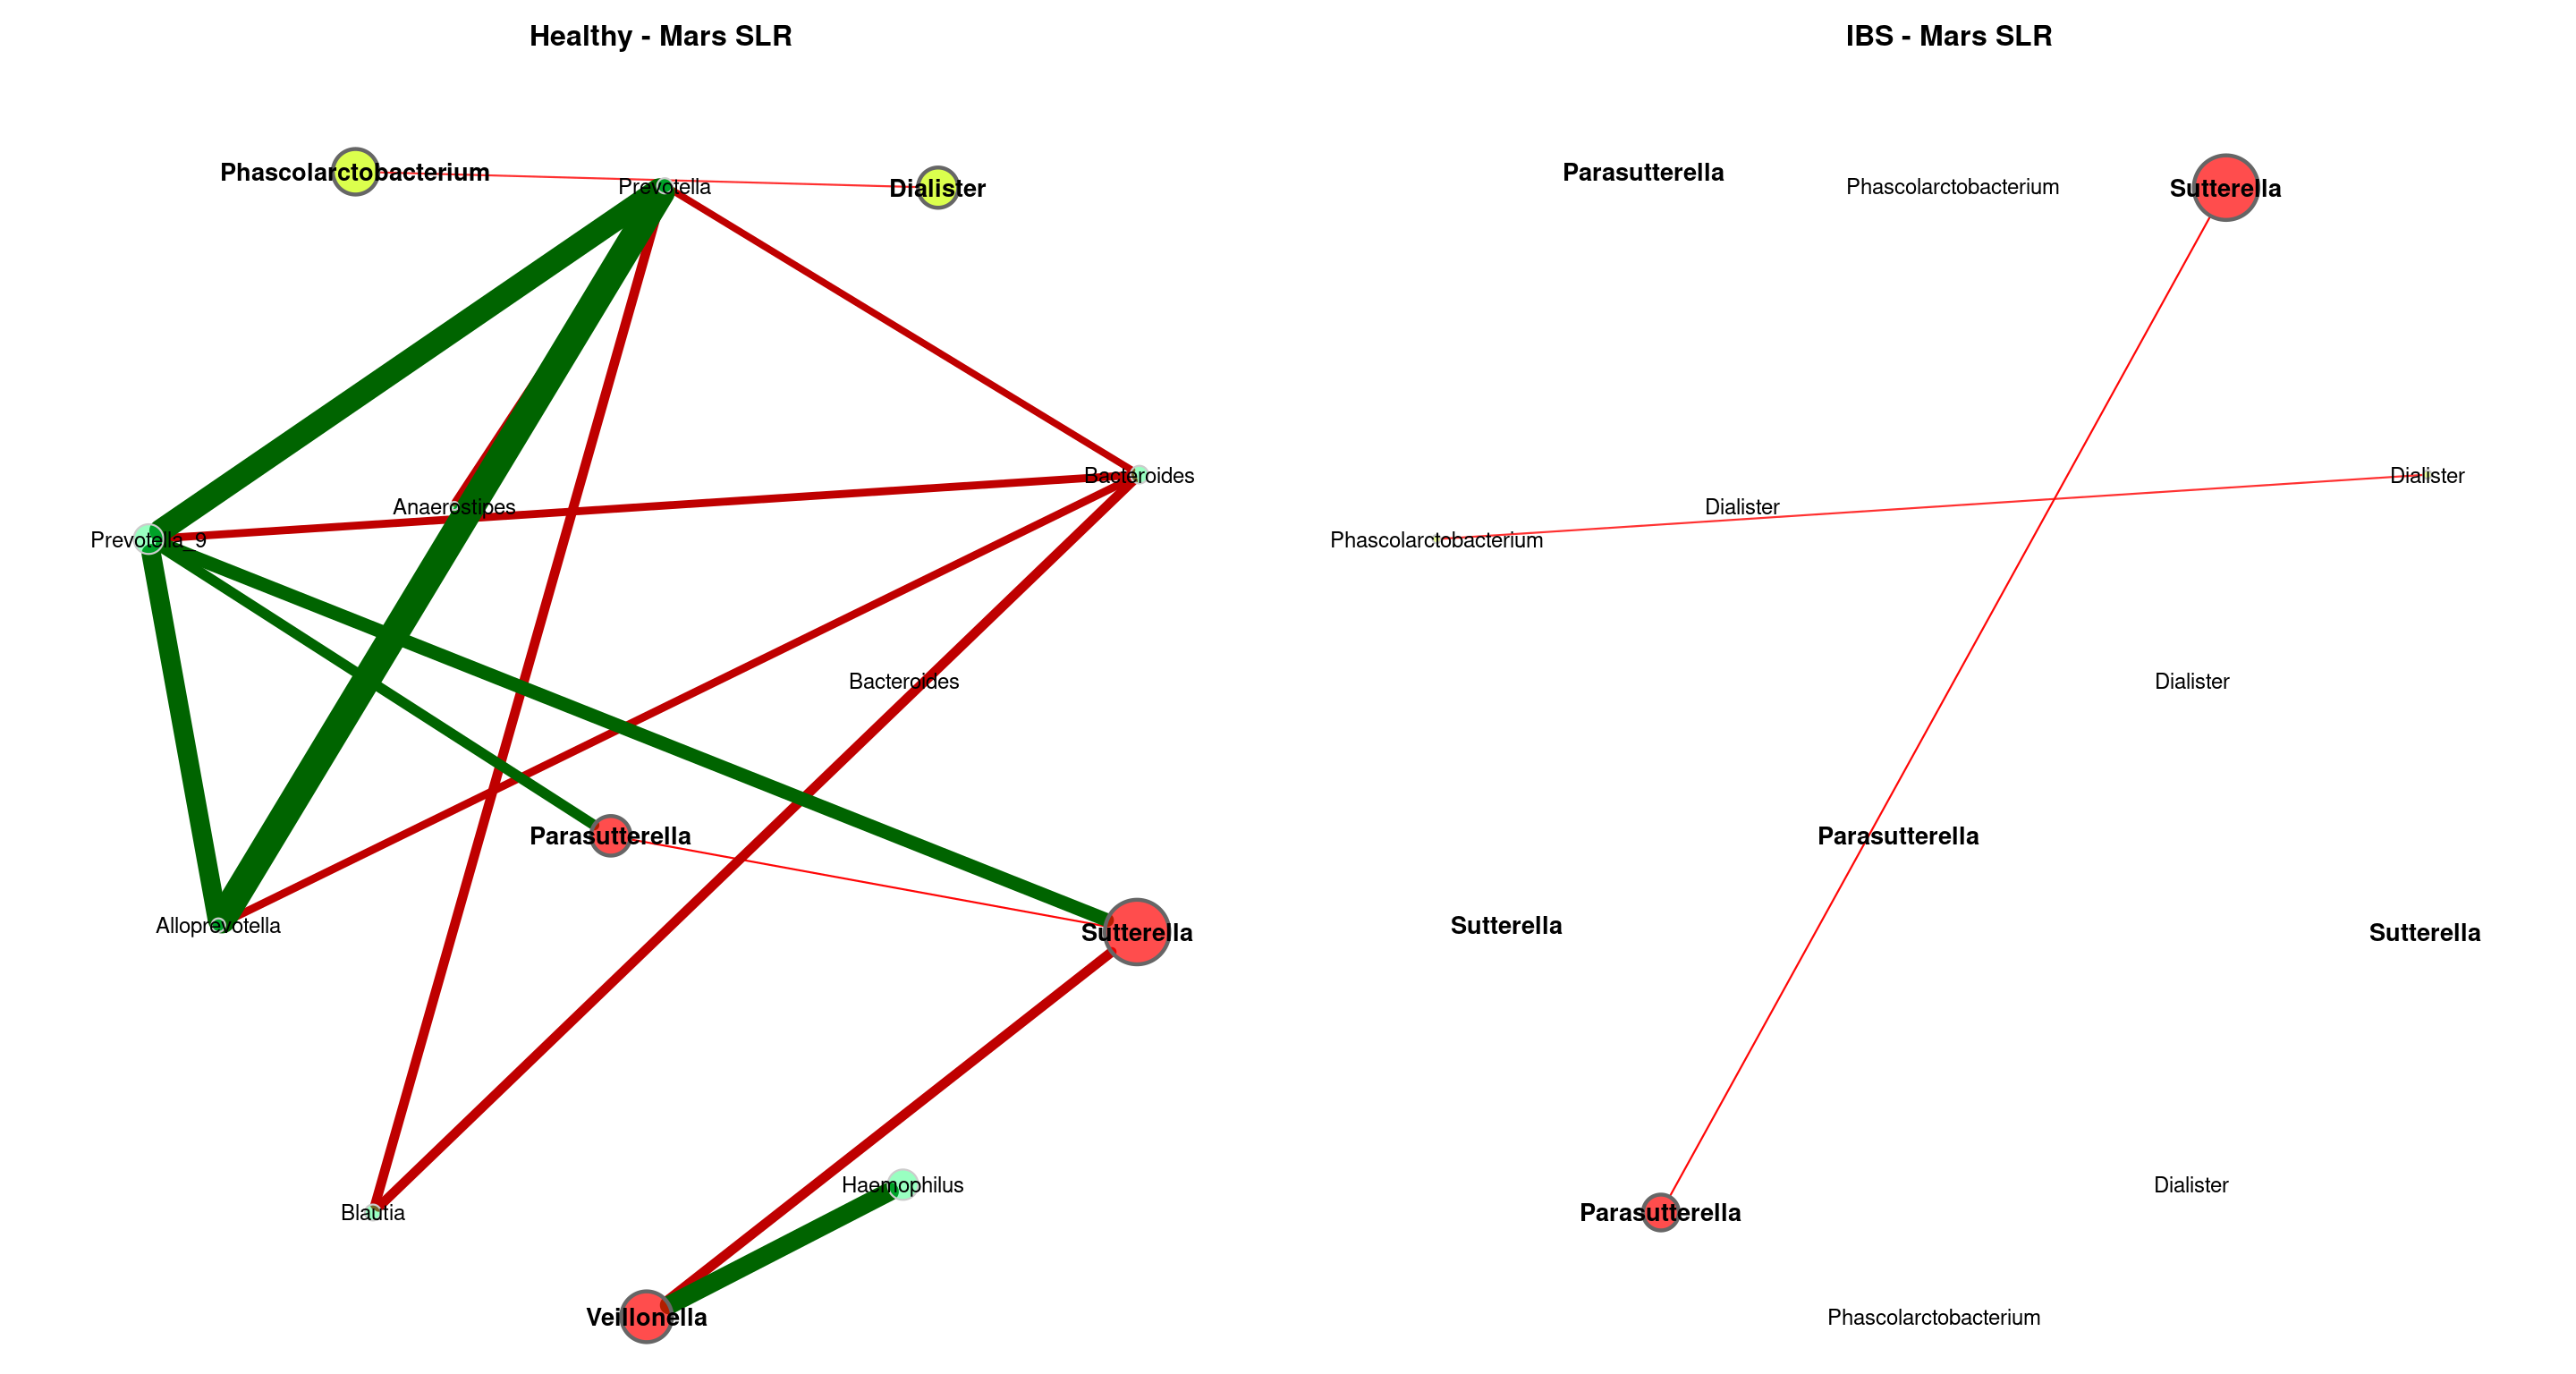 Healthy - Mars SLR
Phascolarctobacterium
Prevotella
Dialister
Bacteroides
Anaerostipes
Prevotella_9
Bacteroides
Parasutterella
Alloprevotella
Sutterella
Haemophilus
Blautia
Veillonella
IBS - Mars SLR
Parasutterella
Phascolarctobacterium
Sutterella
Dialister
Dialister
Phascolarctobacterium
Dialister
Parasutterella
Sutterella
Sutterella
Dialister
Parasutterella
Phascolarctobacterium